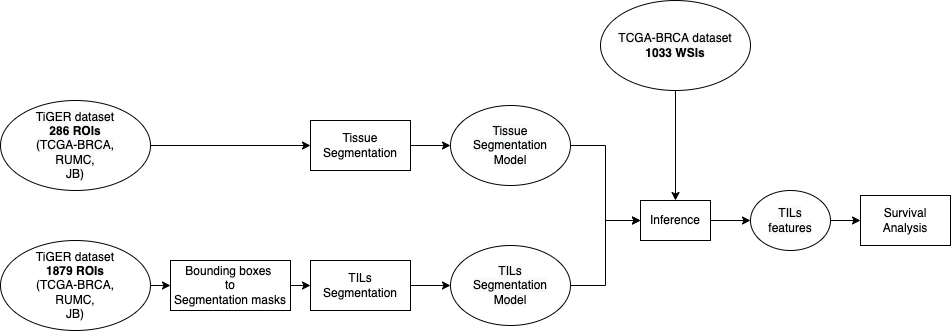 TCGA-BRCA dataset
1033 WSIs
TiGER dataset
286 ROIs
(TCGA-BRCA,
RUMC,
JB)
Tissue
Segmentation
Tissue
Segmentation
Model
Inference
TILs
features
Survival
Analysis
TiGER dataset
1879 ROIs
(TCGA-BRCA,
RUMC,
JB)
Bounding boxes
to
Segmentation masks
TILs
Segmentation
TILs
Segmentation
Model